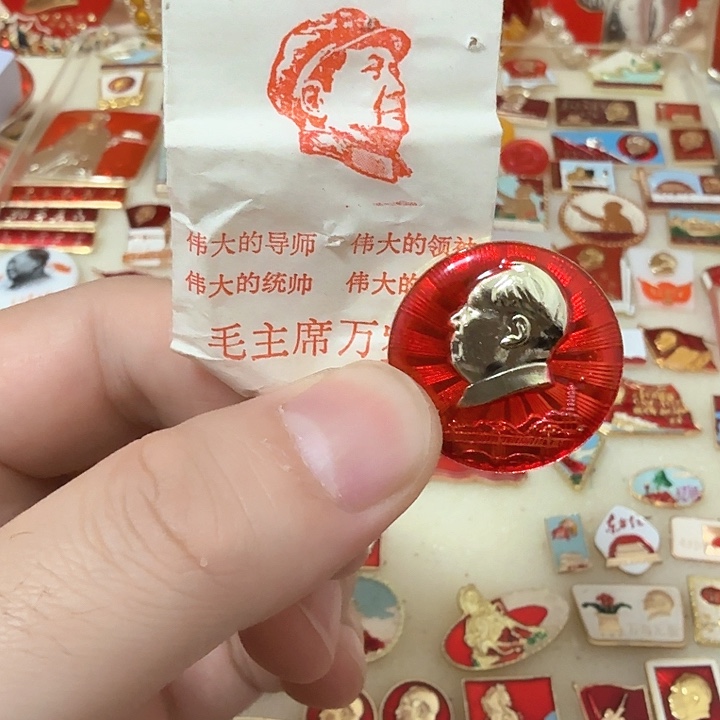 伟大的导师 伟大的领袖
伟大的统帅 伟大的
毛主席万